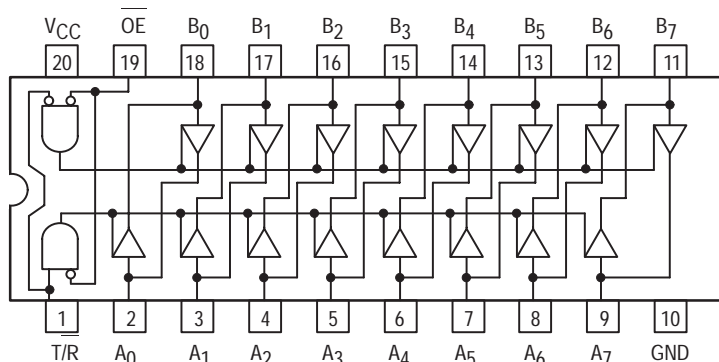 V_CC OE̅ B₀ B₁ B₂ B₃ B₄ B₅ B₆ B₇
20 19 18 17 16 15 14 13 12 11
1 2 3 4 5 6 7 8 9 10
T/R̅ A₀ A₁ A₂ A₃ A₄ A₅ A₆ A₇ GND